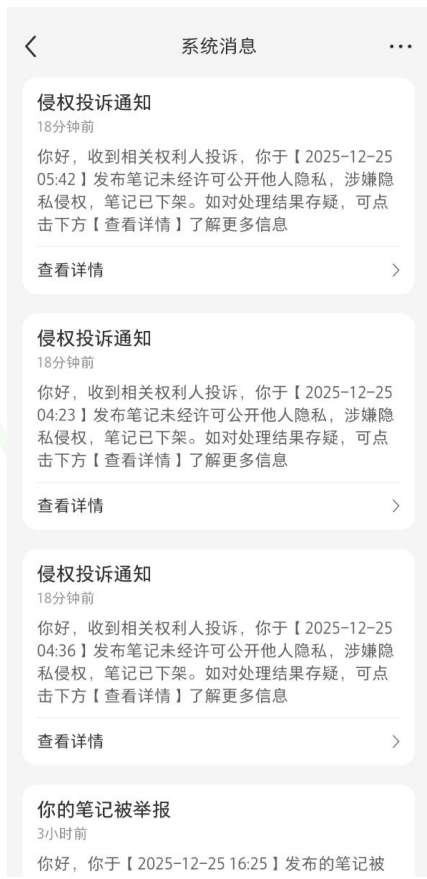 系统消息
侵权投诉通知
18分钟前
你好，收到相关权利人投诉，你于【2025-12-25
05:42】发布笔记未经许可公开他人隐私，涉嫌隐
私侵权，笔记已下架。如对处理结果存疑，可点
击下方【查看详情】了解更多信息
查看详情
侵权投诉通知
18分钟前
你好，收到相关权利人投诉，你于【2025-12-25
04:23】发布笔记未经许可公开他人隐私，涉嫌隐
私侵权，笔记已下架。如对处理结果存疑，可点
击下方【查看详情】了解更多信息
查看详情
侵权投诉通知
18分钟前
你好，收到相关权利人投诉，你于【2025-12-25
04:36】发布笔记未经许可公开他人隐私，涉嫌隐
私侵权，笔记已下架。如对处理结果存疑，可点
击下方【查看详情】了解更多信息
查看详情
你的笔记被举报
3小时前
你好，你于【2025-12-25 16:25】发布的笔记被